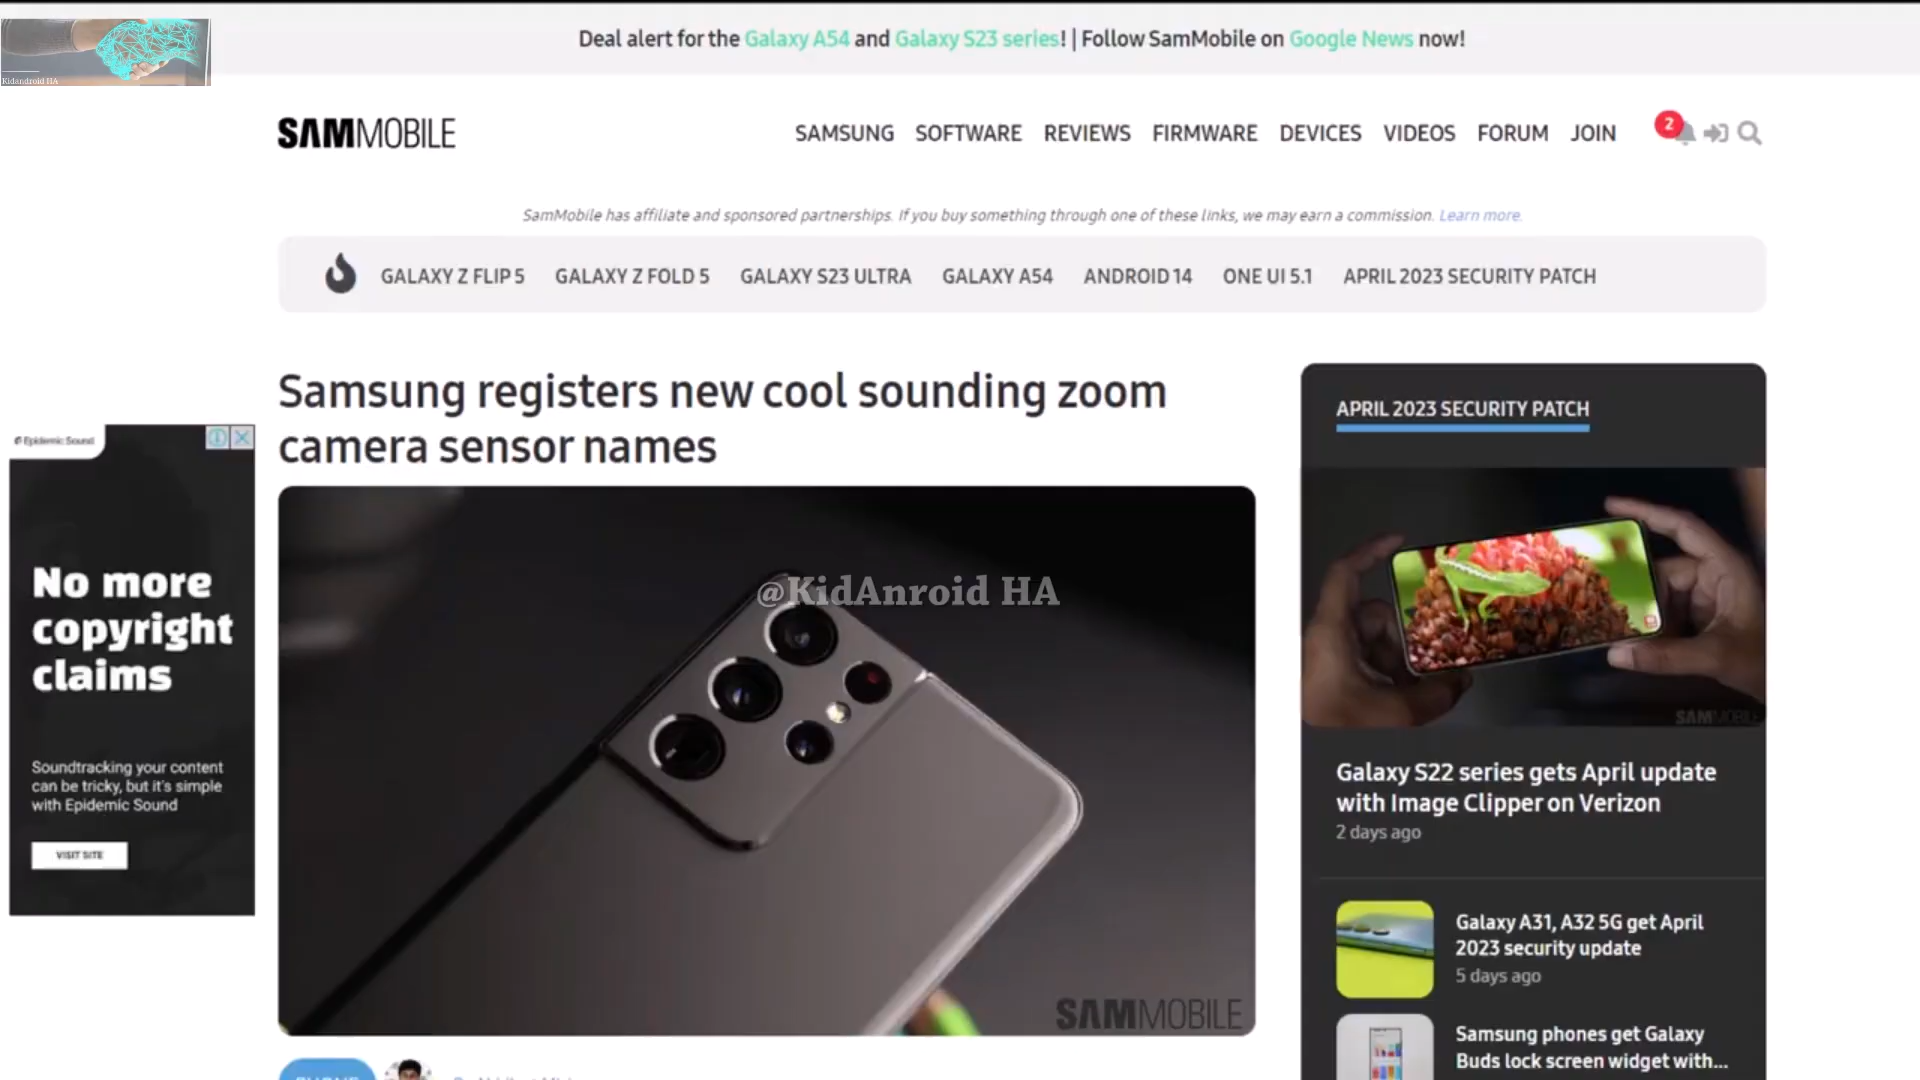 Deal alert for the Galaxy A54 and Galaxy S23 series! | Follow SamMobile on Google News now!
KidAndroid HA
SAMMOBILE
SAMSUNG SOFTWARE REVIEWS FIRMWARE DEVICES VIDEOS FORUM JOIN 2
SamMobile has affiliate and sponsored partnerships. If you buy something through one of these links, we may earn a commission. Learn more.
GALAXY Z FLIP 5 GALAXY Z FOLD 5 GALAXY S23 ULTRA GALAXY A54 ANDROID 14 ONE UI 5.1 APRIL 2023 SECURITY PATCH
Samsung registers new cool sounding zoom
camera sensor names
@KidAnroid HA
SAMMOBILE
Epidemic Sound
No more
copyright
claims
Soundtracking your content
can be tricky, but it's simple
with Epidemic Sound
VISIT SITE
APRIL 2023 SECURITY PATCH
SAMMOBILE
Galaxy S22 series gets April update
with Image Clipper on Verizon
2 days ago
Galaxy A31, A32 5G get April
2023 security update
5 days ago
Samsung phones get Galaxy
Buds lock screen widget with...